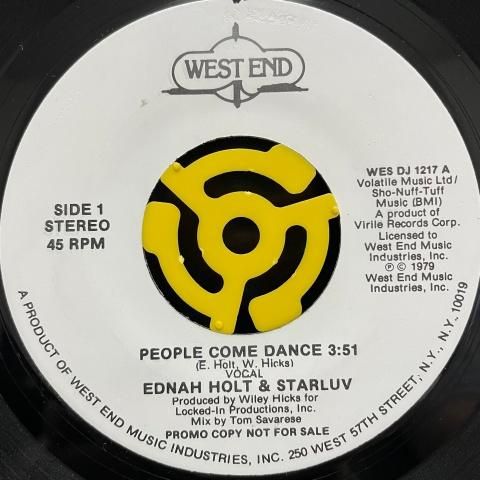 WEST END
SIDE 1
STEREO
45 RPM
WES DJ 1217 A
Volatile Music Ltd/
Sho-Nuff-Tuff
Music (BMI)
A product of
Virile Records Corp.
Licensed to
West End Music
Industries, Inc.
Ⓟ © 1979
West End Music
Industries, Inc.
PEOPLE COME DANCE 3:51
(E. Holt, W. Hicks)
VOCAL
EDNAH HOLT & STARLUV
Produced by Wiley Hicks for
Locked-In Productions, Inc.
Mix by Tom Savarese
PROMO COPY NOT FOR SALE
A PRODUCT OF WEST END MUSIC INDUSTRIES, INC. 250 WEST 57TH STREET, N.Y., N.Y. 10019